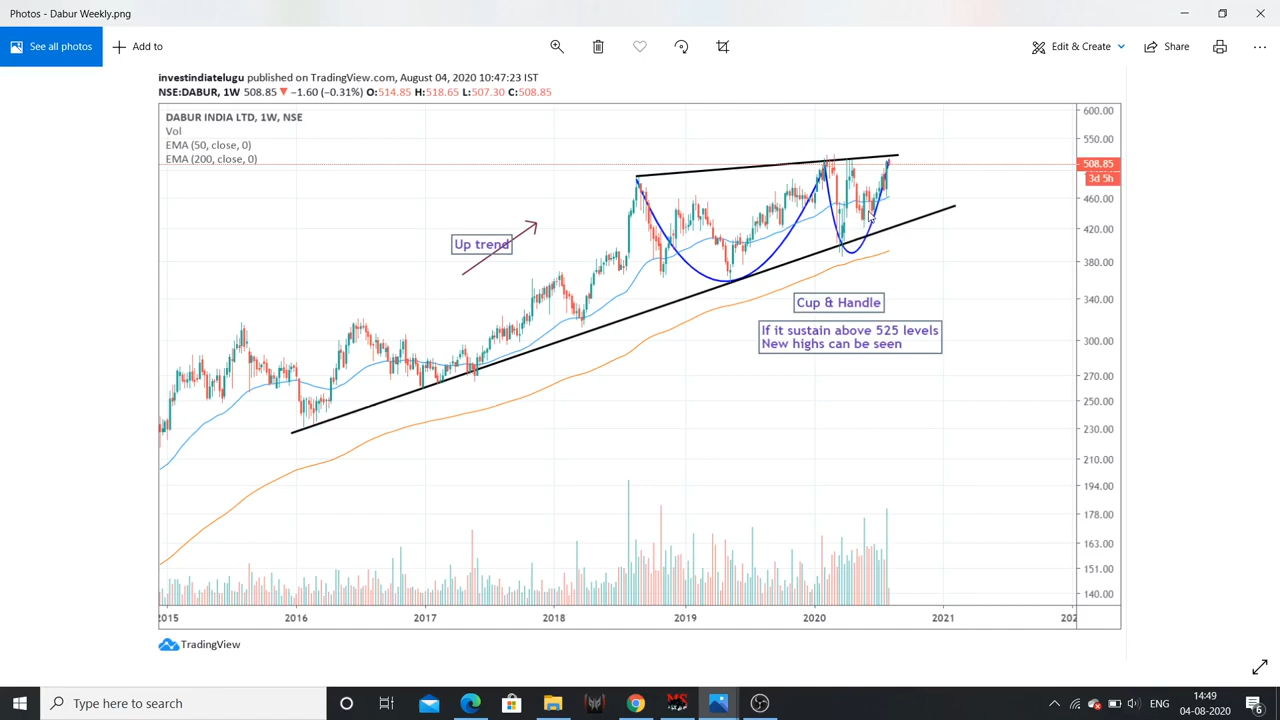 Photos - Dabur Weekly.png
See all photos
Add to
Edit & Create
Share
investindiatelugu published on TradingView.com, August 04, 2020 10:47:23 IST
NSE:DABUR, 1W 508.85 ▼ −1.60 (−0.31%) O:514.85 H:518.65 L:507.30 C:508.85
DABUR INDIA LTD, 1W, NSE
Vol
EMA (50, close, 0)
EMA (200, close, 0)
600.00
550.00
508.85
3d 5h
460.00
420.00
380.00
340.00
300.00
270.00
250.00
230.00
210.00
194.00
178.00
163.00
151.00
140.00
Up trend
Cup & Handle
If it sustain above 525 levels
New highs can be seen
2015 2016 2017 2018 2019 2020 2021 202
TradingView
Type here to search
ENG
14:49
04-08-2020
6